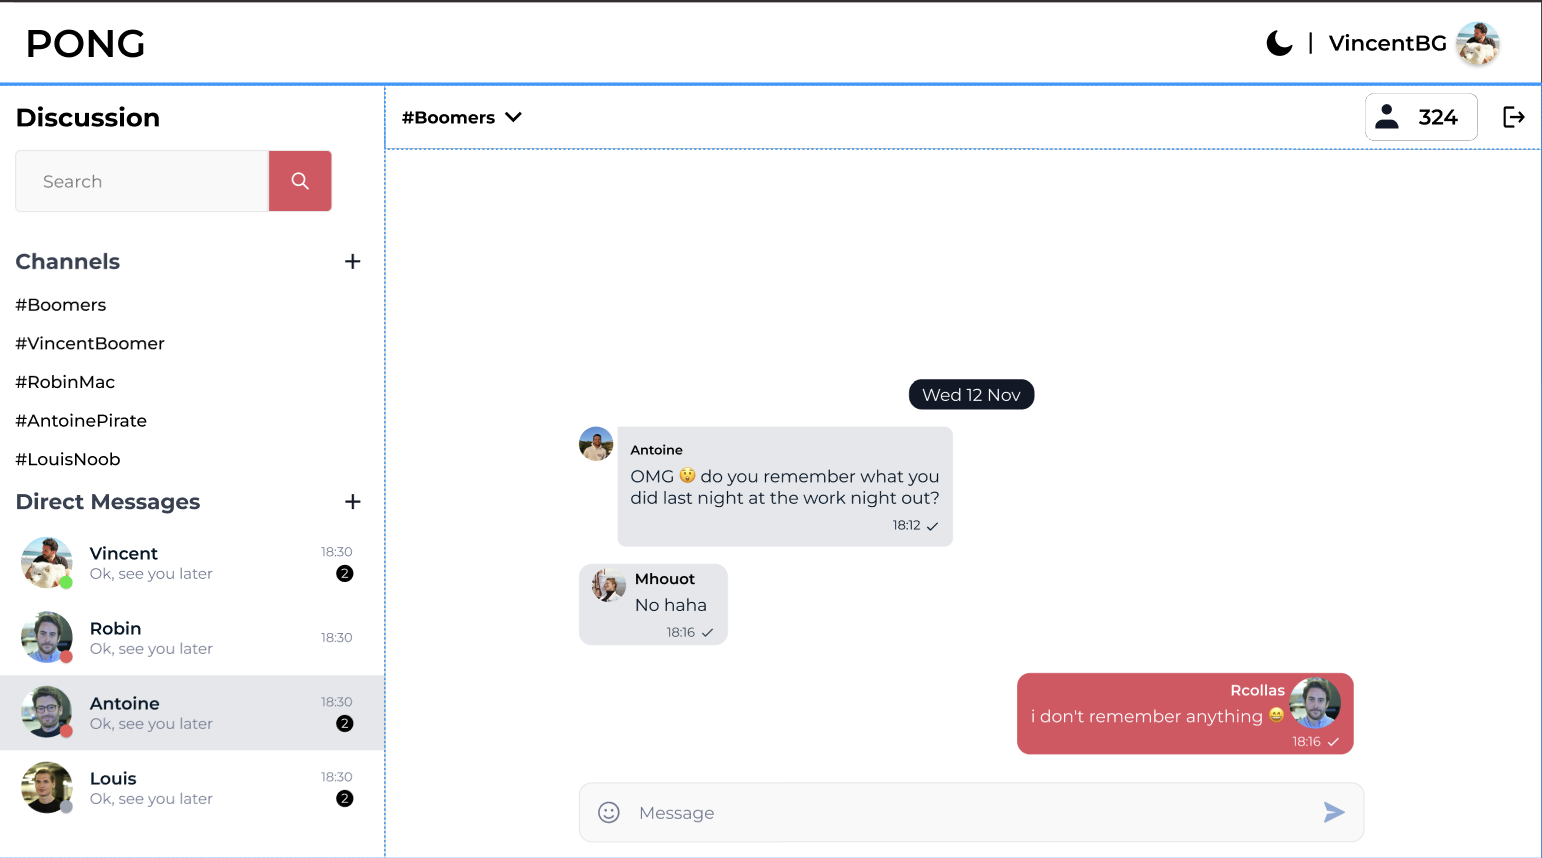 PONG
| VincentBG
Discussion
Search
Channels +
#Boomers
#VincentBoomer
#RobinMac
#AntoinePirate
#LouisNoob
Direct Messages +
Vincent 18:30
Ok, see you later 2
Robin
Ok, see you later 18:30
Antoine 18:30
Ok, see you later 2
Louis 18:30
Ok, see you later 2
#Boomers 324
Wed 12 Nov
Antoine
OMG 😲 do you remember what you
did last night at the work night out?
18:12 ✓
Mhouot
No haha
18:16 ✓
Rcollas
i don't remember anything 😄
18:16 ✓
Message